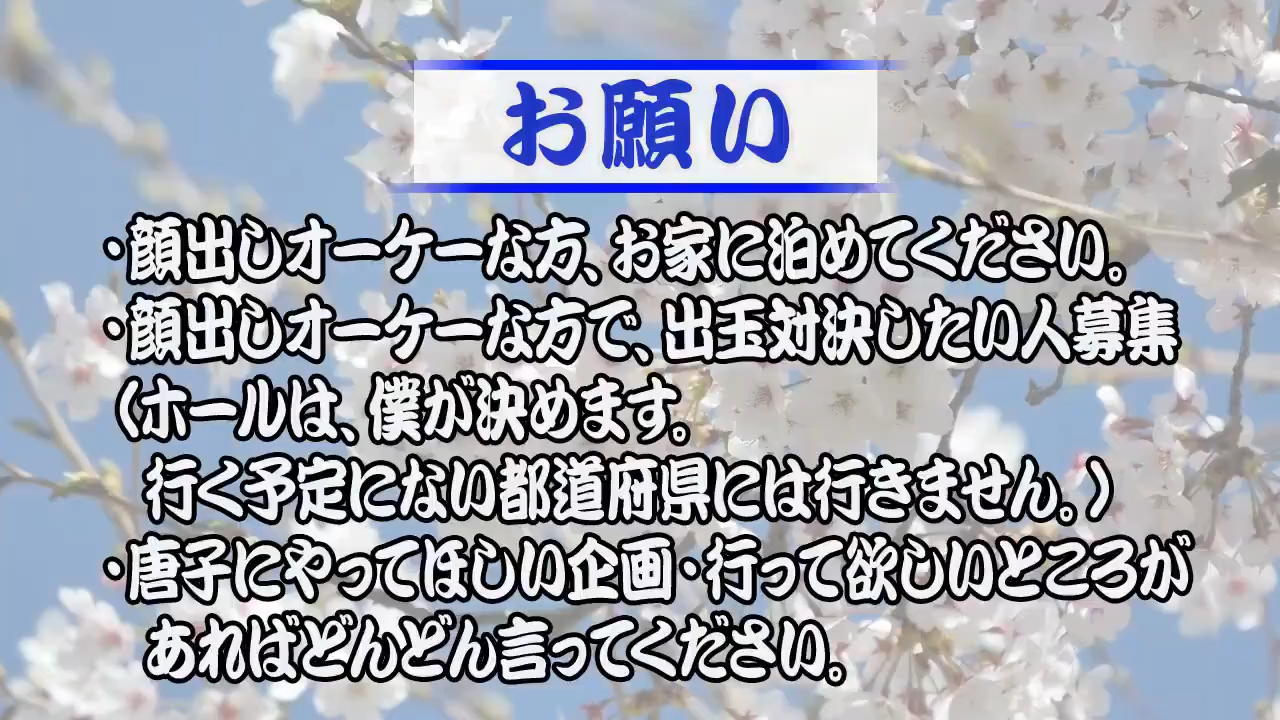 お願い
・顔出しオーケーな方、お家に泊めてください。
・顔出しオーケーな方で、出玉対決したい人募集
(ホールは、僕が決めます。
行く予定にない都道府県には行きません。)
・唐子にやってほしい企画・行って欲しいところが
あればどんどん言ってください。